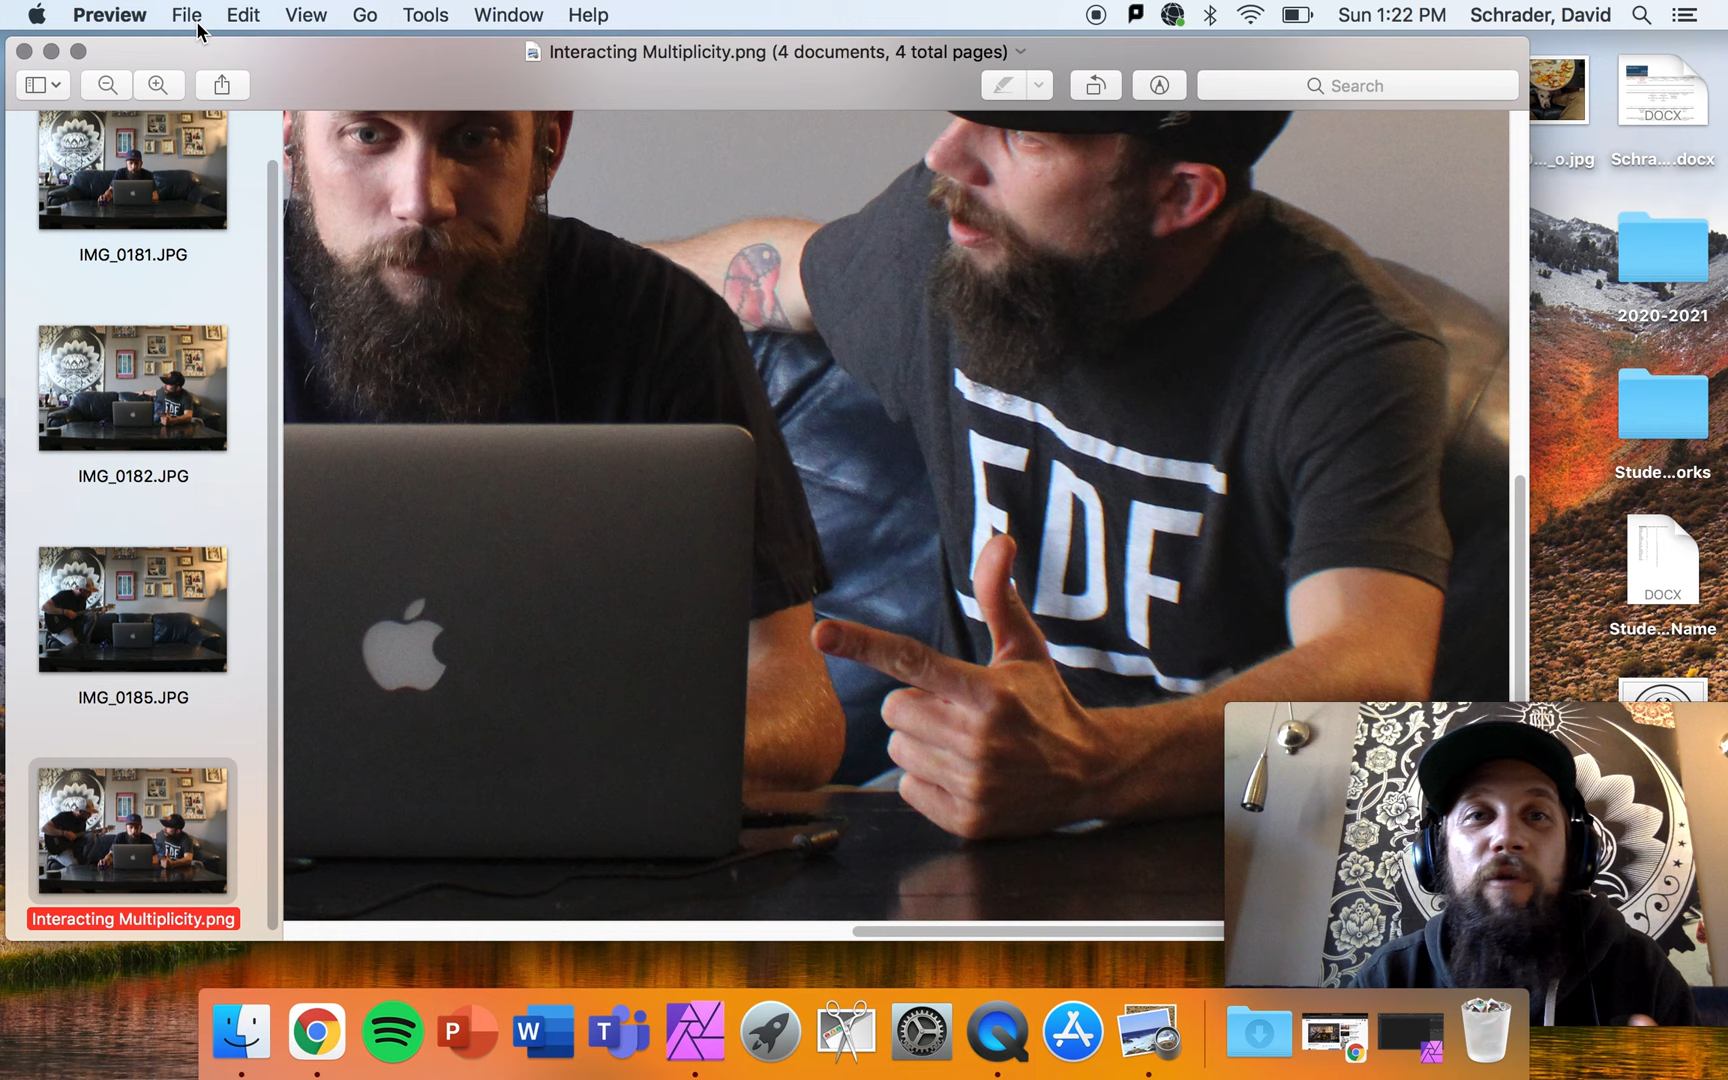 Preview File Edit View Go Tools Window Help Sun 1:22 PM Schrader, David
Interacting Multiplicity.png (4 documents, 4 total pages)
Search
IMG_0181.JPG
IMG_0182.JPG
IMG_0185.JPG
Interacting Multiplicity.png
EDF
EDF
DOCX
..._o.jpg
Schra....docx
2020-2021
Stude...orks
DOCX
Stude...Name
P
W
T